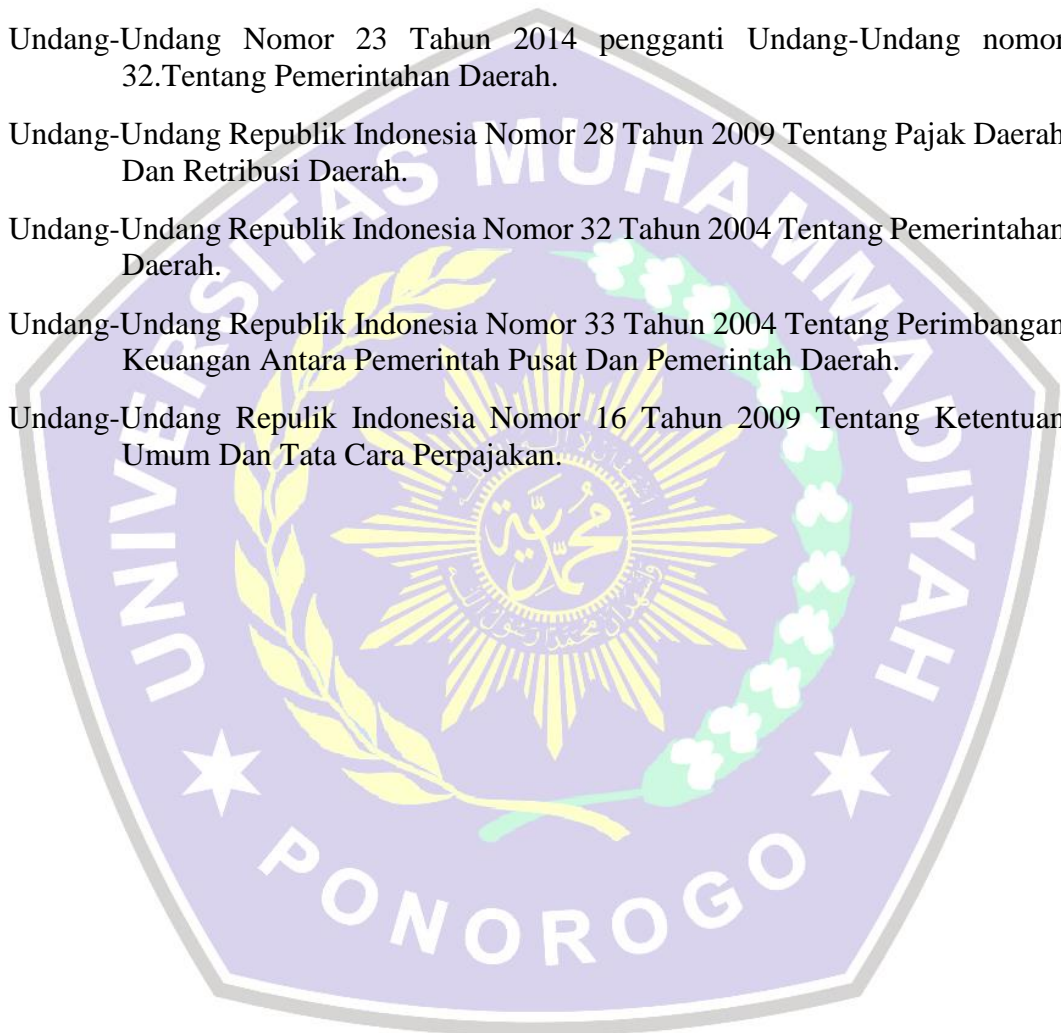 Undang-Undang Nomor 23 Tahun 2014 pengganti Undang-Undang nomor
32.Tentang Pemerintahan Daerah.
Undang-Undang Republik Indonesia Nomor 28 Tahun 2009 Tentang Pajak Daerah
Dan Retribusi Daerah.
Undang-Undang Republik Indonesia Nomor 32 Tahun 2004 Tentang Pemerintahan
Daerah.
Undang-Undang Republik Indonesia Nomor 33 Tahun 2004 Tentang Perimbangan
Keuangan Antara Pemerintah Pusat Dan Pemerintah Daerah.
Undang-Undang Repulik Indonesia Nomor 16 Tahun 2009 Tentang Ketentuan
Umum Dan Tata Cara Perpajakan.
UNIVERSITAS MUHAMMADIYAH
PONOROGO